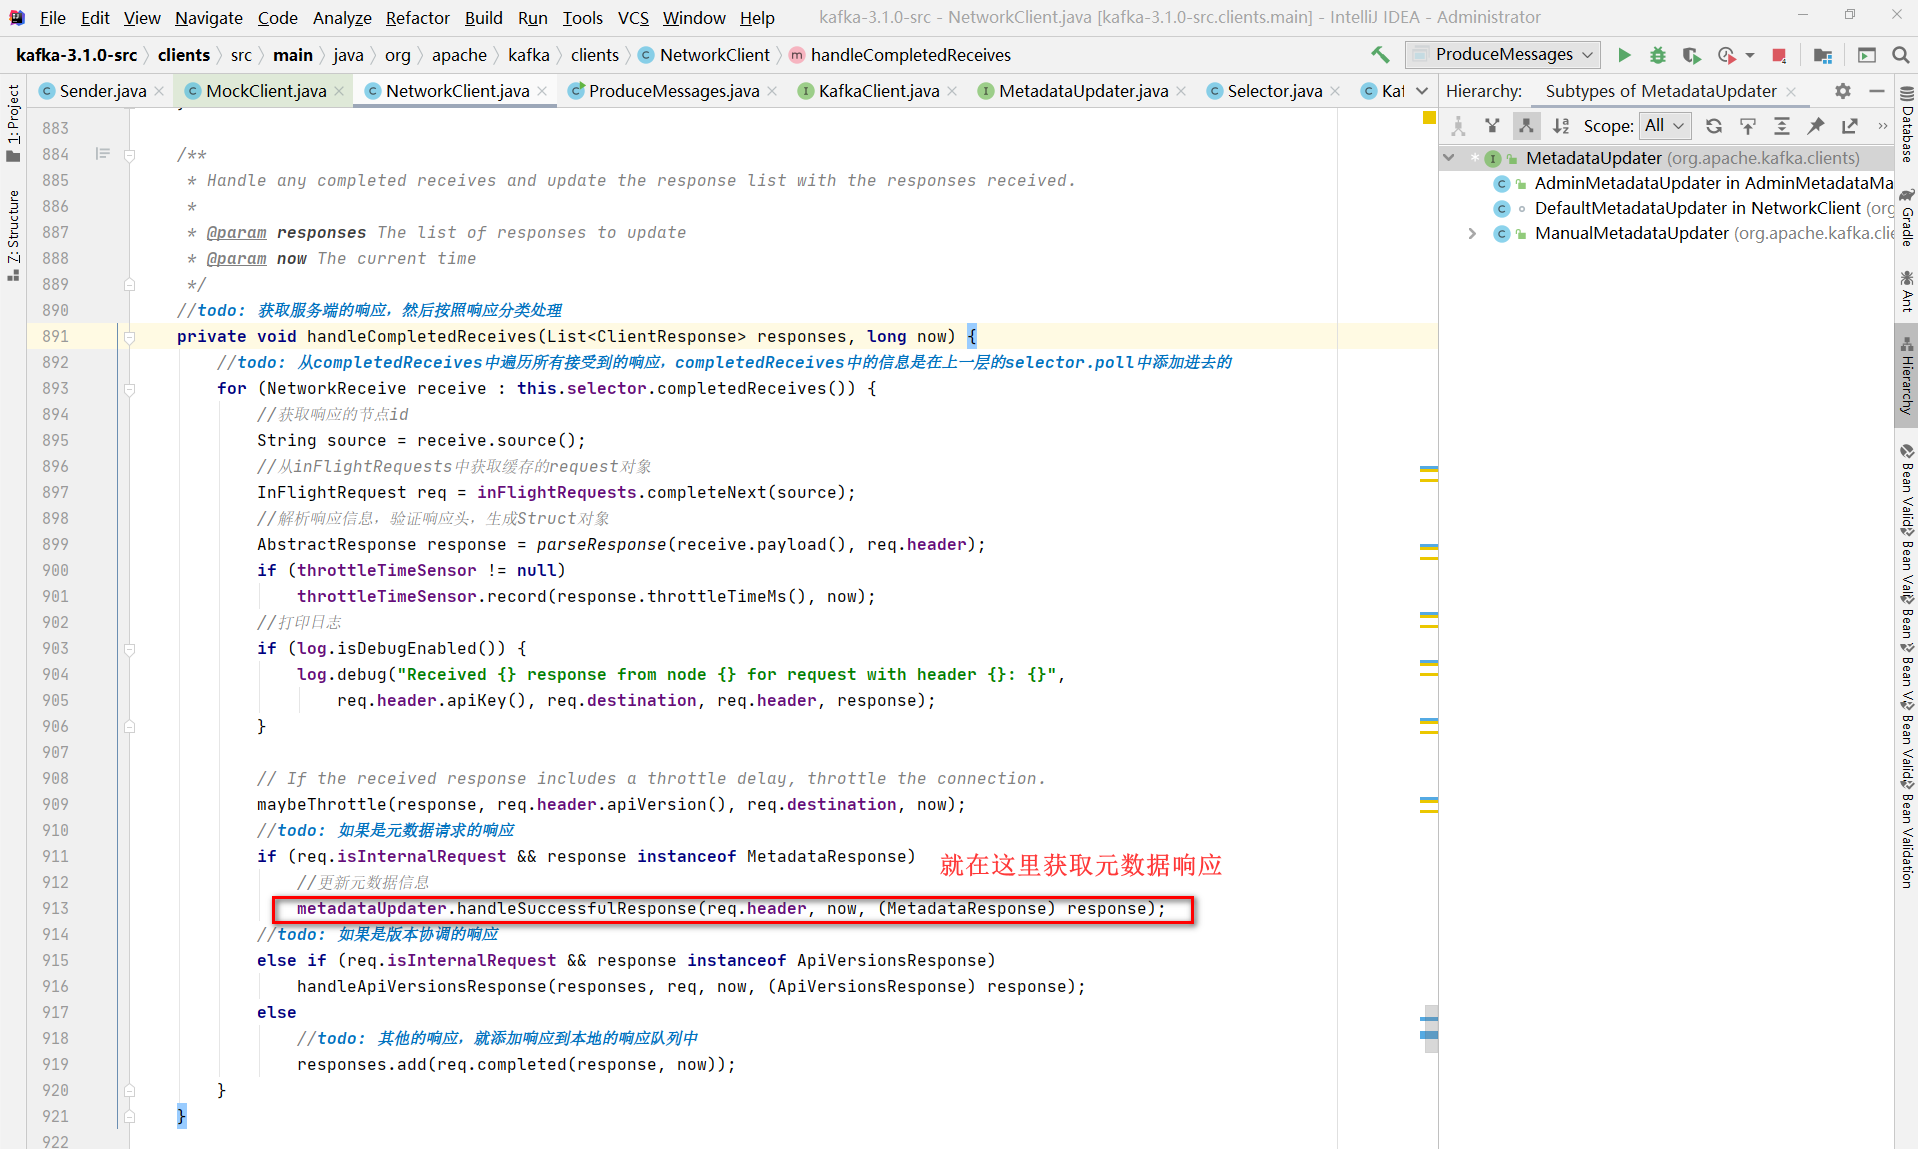 File Edit View Navigate Code Analyze Refactor Build Run Tools VCS Window Help kafka-3.1.0-src - NetworkClient.java [kafka-3.1.0-src.clients.main] - IntelliJ IDEA - Administrator
kafka-3.1.0-src clients src main java org apache kafka clients NetworkClient handleCompletedReceives ProduceMessages
Sender.java MockClient.java NetworkClient.java ProduceMessages.java KafkaClient.java MetadataUpdater.java Selector.java Kaf
Hierarchy: Subtypes of MetadataUpdater
Scope: All
MetadataUpdater (org.apache.kafka.clients)
AdminMetadataUpdater in AdminMetadataMa
DefaultMetadataUpdater in NetworkClient (org
ManualMetadataUpdater (org.apache.kafka.clie
1: Project
7: Structure
883
884 /**
885 * Handle any completed receives and update the response list with the responses received.
886 *
887 * @param responses The list of responses to update
888 * @param now The current time
889 */
890 //todo: 获取服务端的响应，然后按照响应分类处理
891 private void handleCompletedReceives(List<ClientResponse> responses, long now) {
892 //todo: 从completedReceives中遍历所有接受到的响应，completedReceives中的信息是在上一层的selector.poll中添加进去的
893 for (NetworkReceive receive : this.selector.completedReceives()) {
894 //获取响应的节点id
895 String source = receive.source();
896 //从inFlightRequests中获取缓存的request对象
897 InFlightRequest req = inFlightRequests.completeNext(source);
898 //解析响应信息，验证响应头，生成Struct对象
899 AbstractResponse response = parseResponse(receive.payload(), req.header);
900 if (throttleTimeSensor != null)
901 throttleTimeSensor.record(response.throttleTimeMs(), now);
902 //打印日志
903 if (log.isDebugEnabled()) {
904 log.debug("Received {} response from node {} for request with header {}: {}",
905 req.header.apiKey(), req.destination, req.header, response);
906 }
907
908 // If the received response includes a throttle delay, throttle the connection.
909 maybeThrottle(response, req.header.apiVersion(), req.destination, now);
910 //todo: 如果是元数据请求的响应
911 if (req.isInternalRequest && response instanceof MetadataResponse) 就在这里获取元数据响应
912 //更新元数据信息
913 metadataUpdater.handleSuccessfulResponse(req.header, now, (MetadataResponse) response);
914 //todo: 如果是版本协调的响应
915 else if (req.isInternalRequest && response instanceof ApiVersionsResponse)
916 handleApiVersionsResponse(responses, req, now, (ApiVersionsResponse) response);
917 else
918 //todo: 其他的响应，就添加响应到本地的响应队列中
919 responses.add(req.completed(response, now));
920 }
921 }
922
Database
Gradle
Ant
Hierarchy
Bean Valid
Bean Vali
Bean
Bean V
Bean Valid
Bean Validation